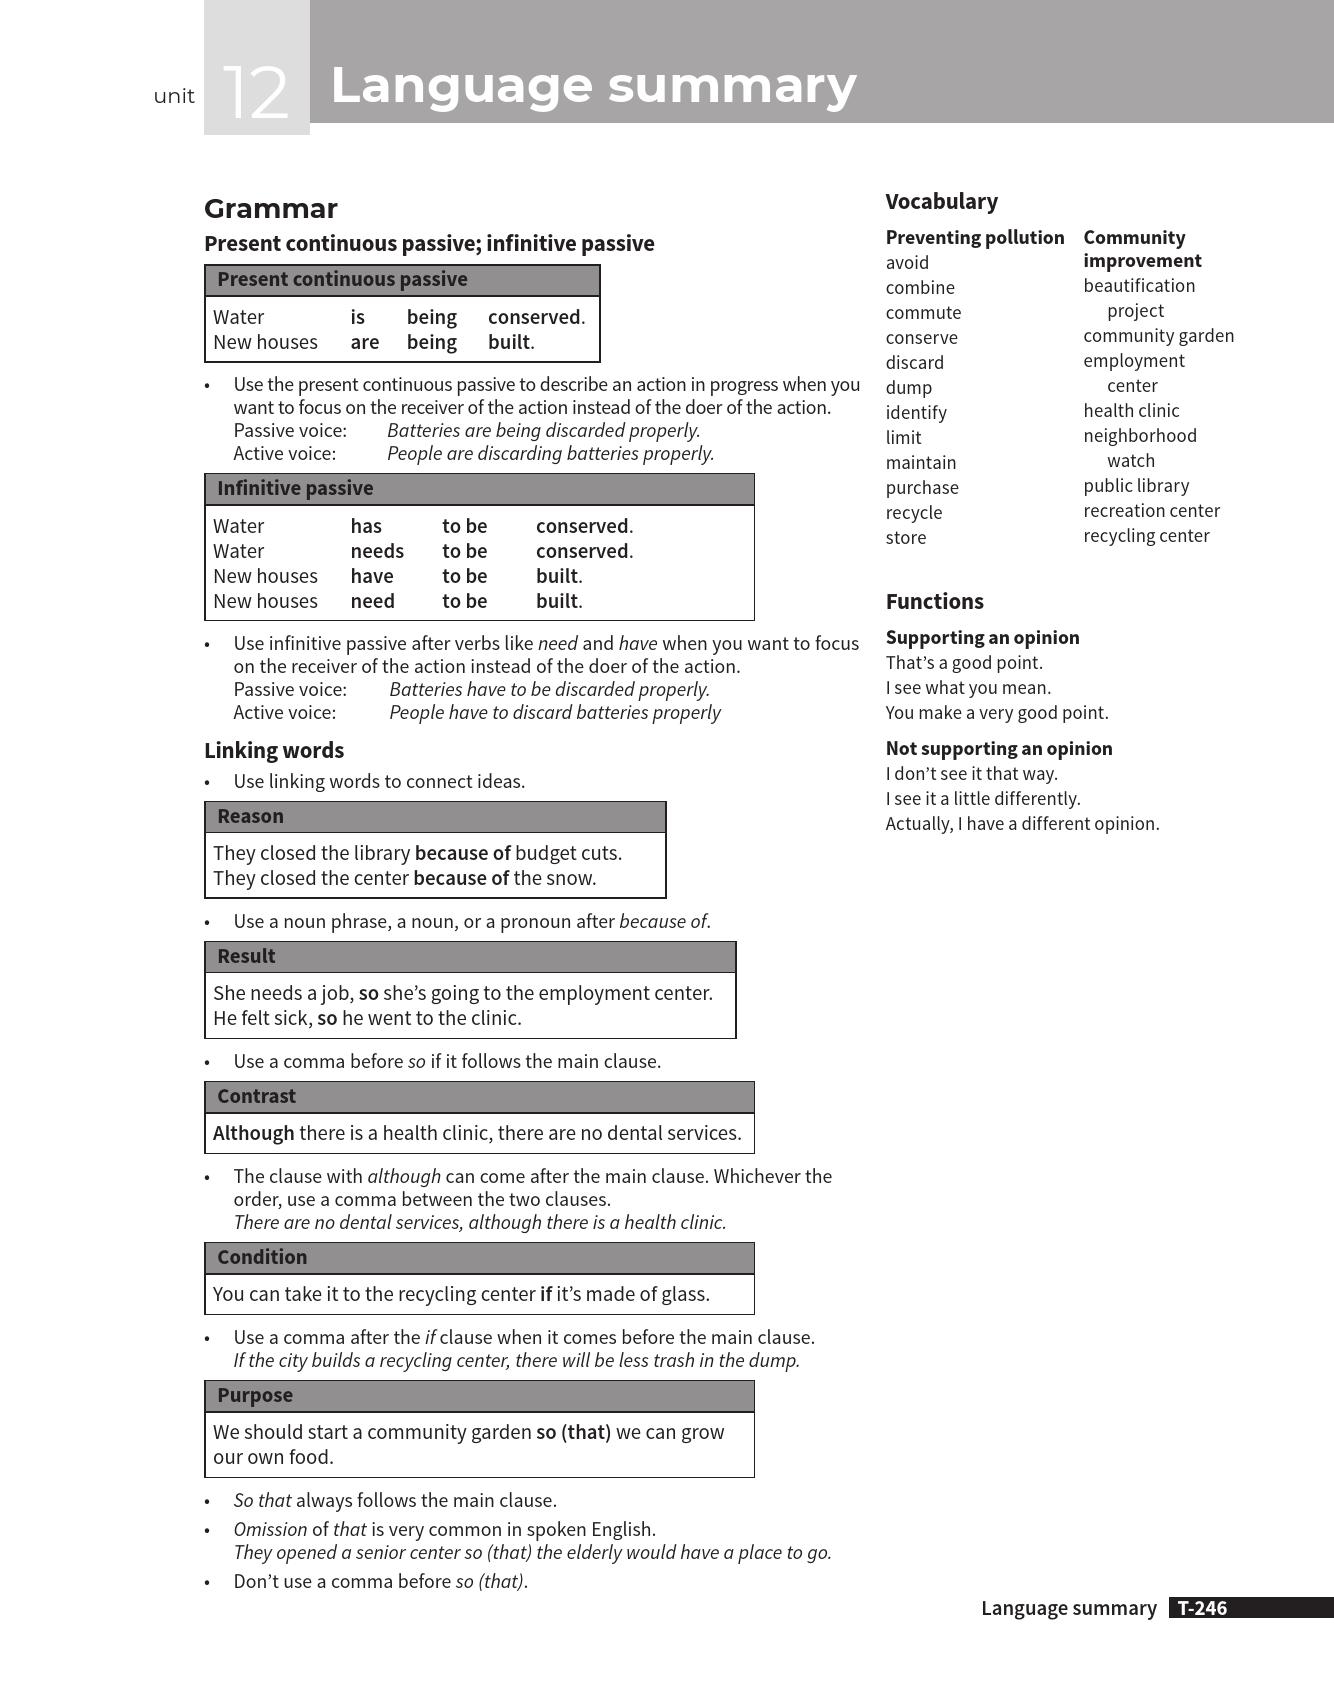 unit 12 Language summary
Grammar
Present continuous passive; infinitive passive
Present continuous passive
Water is being conserved.
New houses are being built.
• Use the present continuous passive to describe an action in progress when you
want to focus on the receiver of the action instead of the doer of the action.
Passive voice: Batteries are being discarded properly.
Active voice: People are discarding batteries properly.
Infinitive passive
Water has to be conserved.
Water needs to be conserved.
New houses have to be built.
New houses need to be built.
• Use infinitive passive after verbs like need and have when you want to focus
on the receiver of the action instead of the doer of the action.
Passive voice: Batteries have to be discarded properly.
Active voice: People have to discard batteries properly
Linking words
• Use linking words to connect ideas.
Reason
They closed the library because of budget cuts.
They closed the center because of the snow.
• Use a noun phrase, a noun, or a pronoun after because of.
Result
She needs a job, so she’s going to the employment center.
He felt sick, so he went to the clinic.
• Use a comma before so if it follows the main clause.
Contrast
Although there is a health clinic, there are no dental services.
• The clause with although can come after the main clause. Whichever the
order, use a comma between the two clauses.
There are no dental services, although there is a health clinic.
Condition
You can take it to the recycling center if it’s made of glass.
• Use a comma after the if clause when it comes before the main clause.
If the city builds a recycling center, there will be less trash in the dump.
Purpose
We should start a community garden so (that) we can grow
our own food.
• So that always follows the main clause.
• Omission of that is very common in spoken English.
They opened a senior center so (that) the elderly would have a place to go.
• Don’t use a comma before so (that).
Vocabulary
Preventing pollution
avoid
combine
commute
conserve
discard
dump
identify
limit
maintain
purchase
recycle
store
Community
improvement
beautification
project
community garden
employment
center
health clinic
neighborhood
watch
public library
recreation center
recycling center
Functions
Supporting an opinion
That’s a good point.
I see what you mean.
You make a very good point.
Not supporting an opinion
I don’t see it that way.
I see it a little differently.
Actually, I have a different opinion.
Language summary T-246